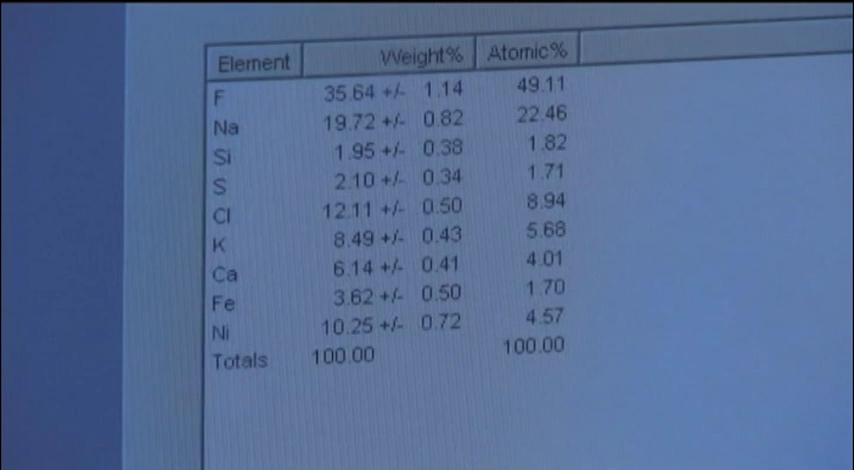 Element Weight% Atomic%
F 35.64 +/- 1.14 49.11
Na 19.72 +/- 0.82 22.46
Si 1.95 +/- 0.38 1.82
S 2.10 +/- 0.34 1.71
Cl 12.11 +/- 0.50 8.94
K 8.49 +/- 0.43 5.68
Ca 6.14 +/- 0.41 4.01
Fe 3.62 +/- 0.50 1.70
Ni 10.25 +/- 0.72 4.57
Totals 100.00 100.00